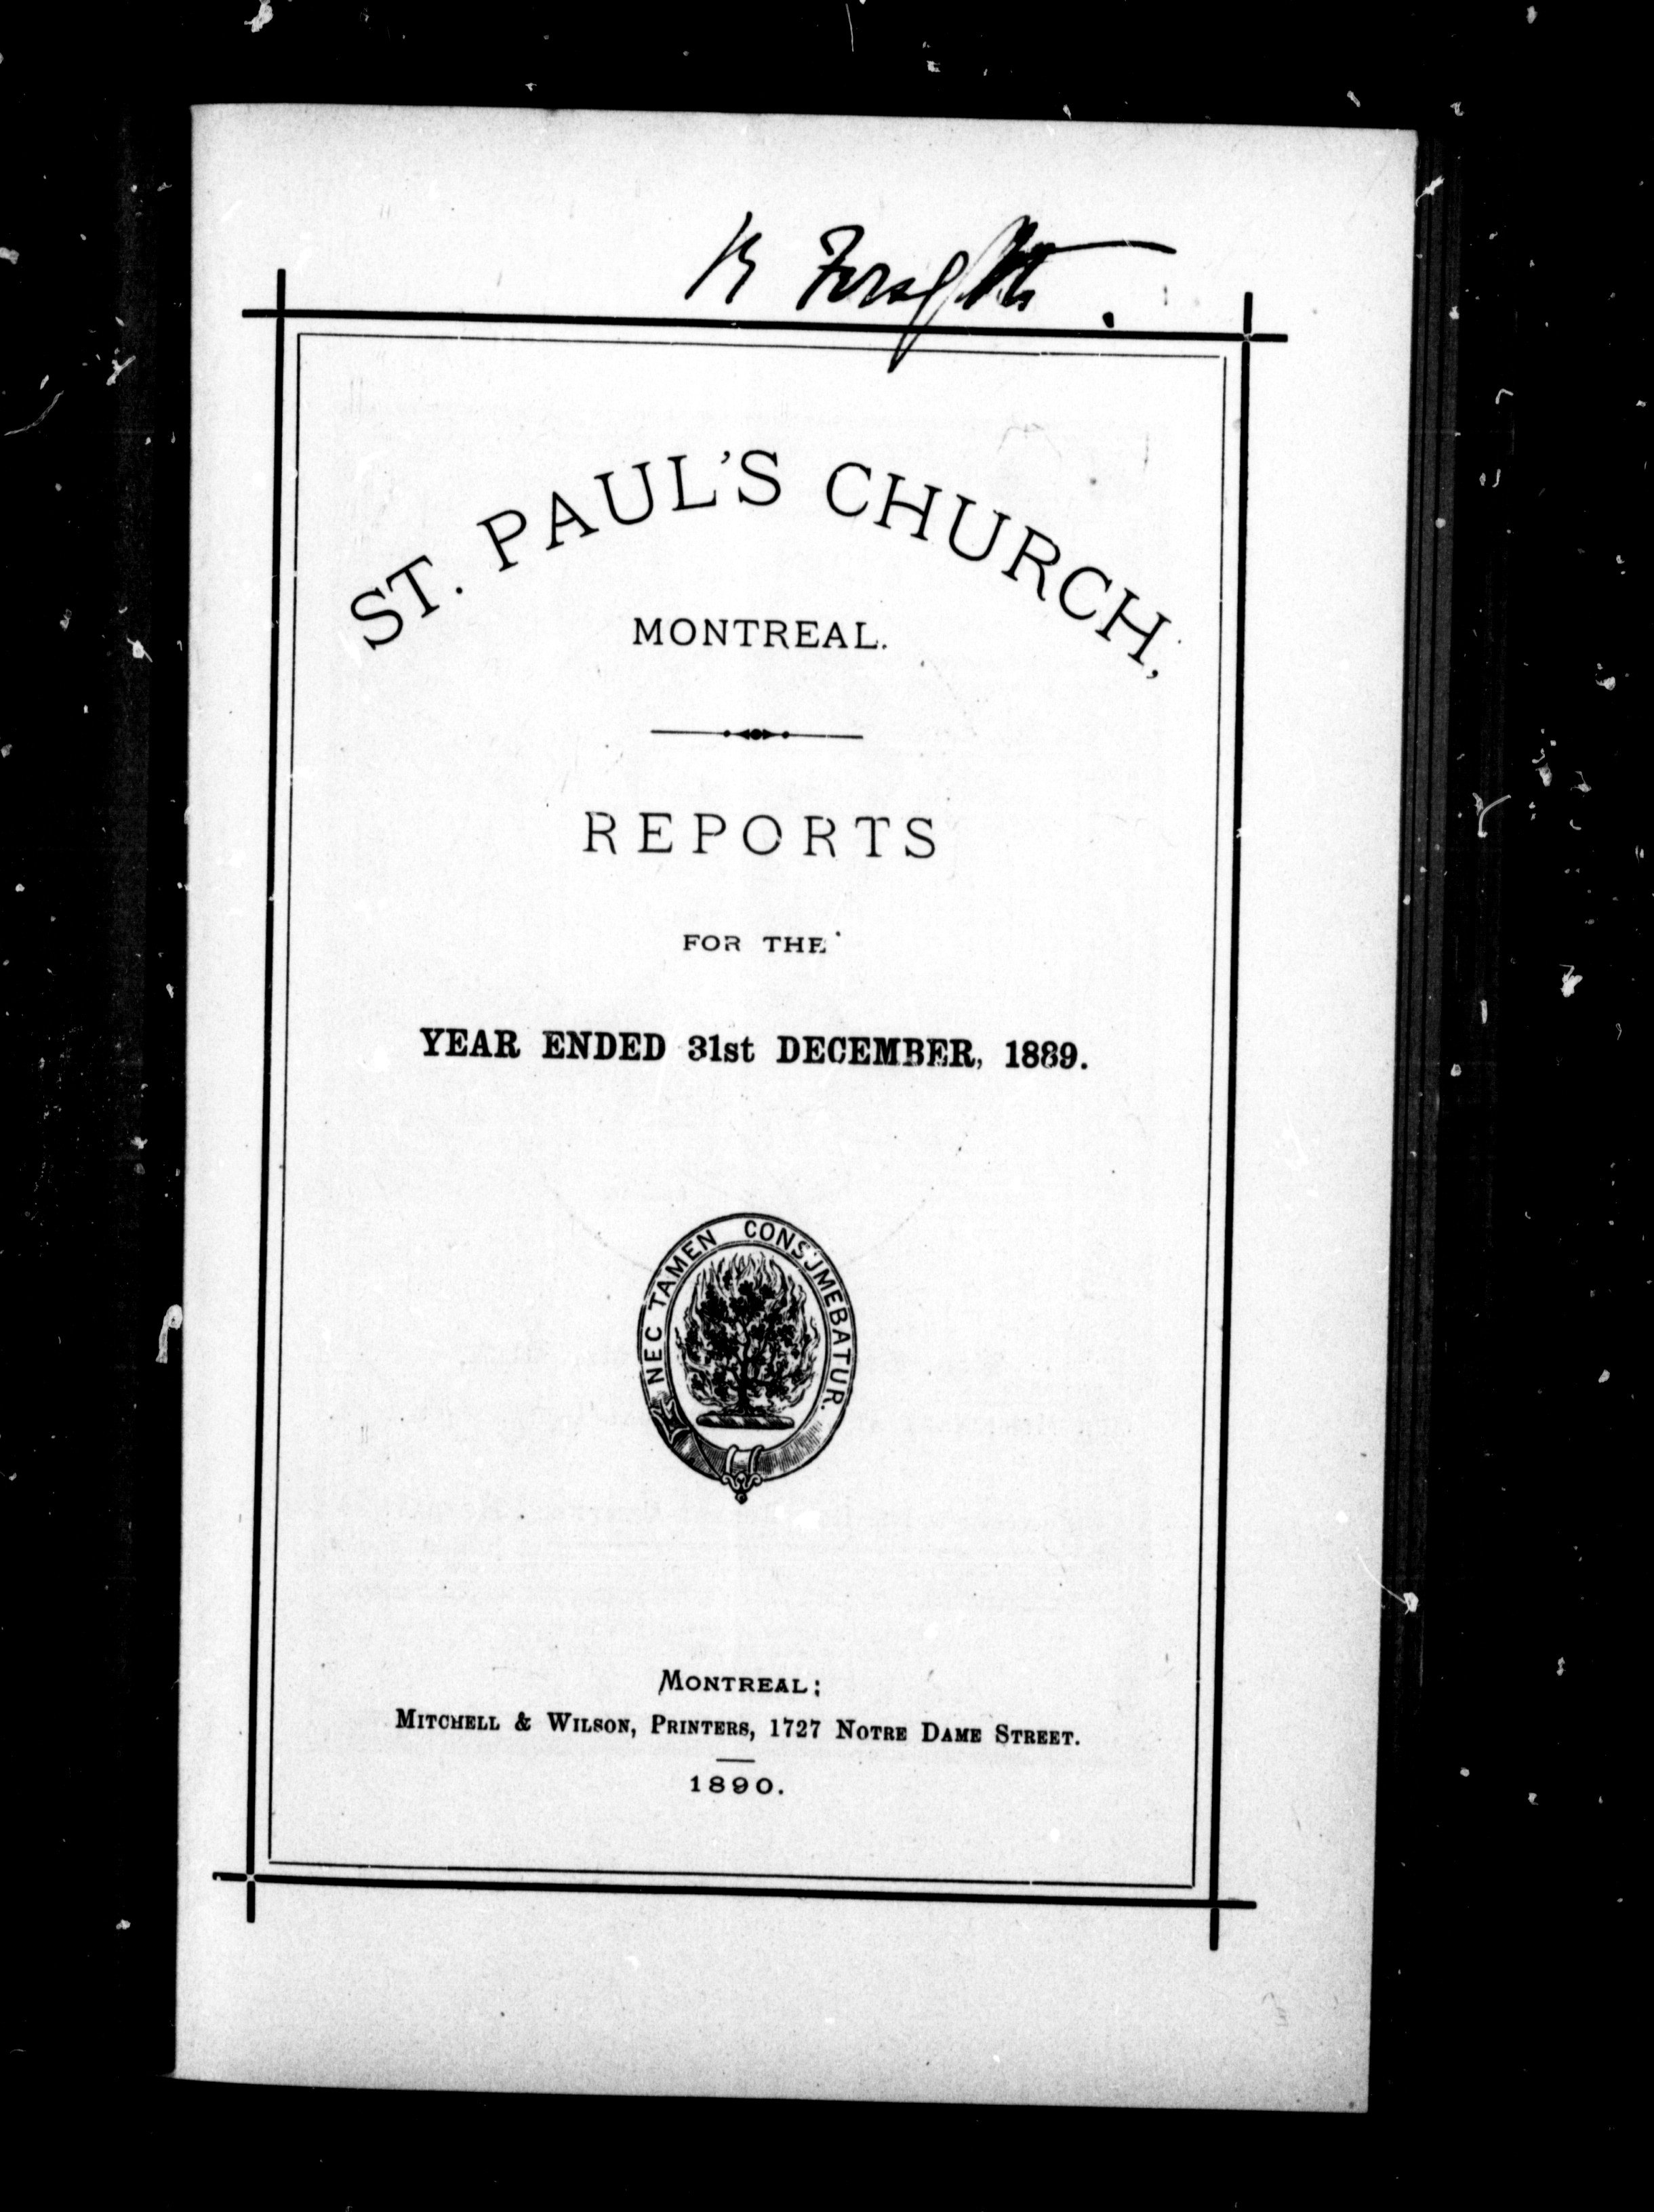 Forsyth.
ST. PAUL'S CHURCH,
MONTREAL.
REPORTS
FOR THE
YEAR ENDED 31st DECEMBER, 1889.
NEC TAMEN CONSUMEBATUR.
MONTREAL:
MITCHELL & WILSON, PRINTERS, 1727 NOTRE DAME STREET.
1890.